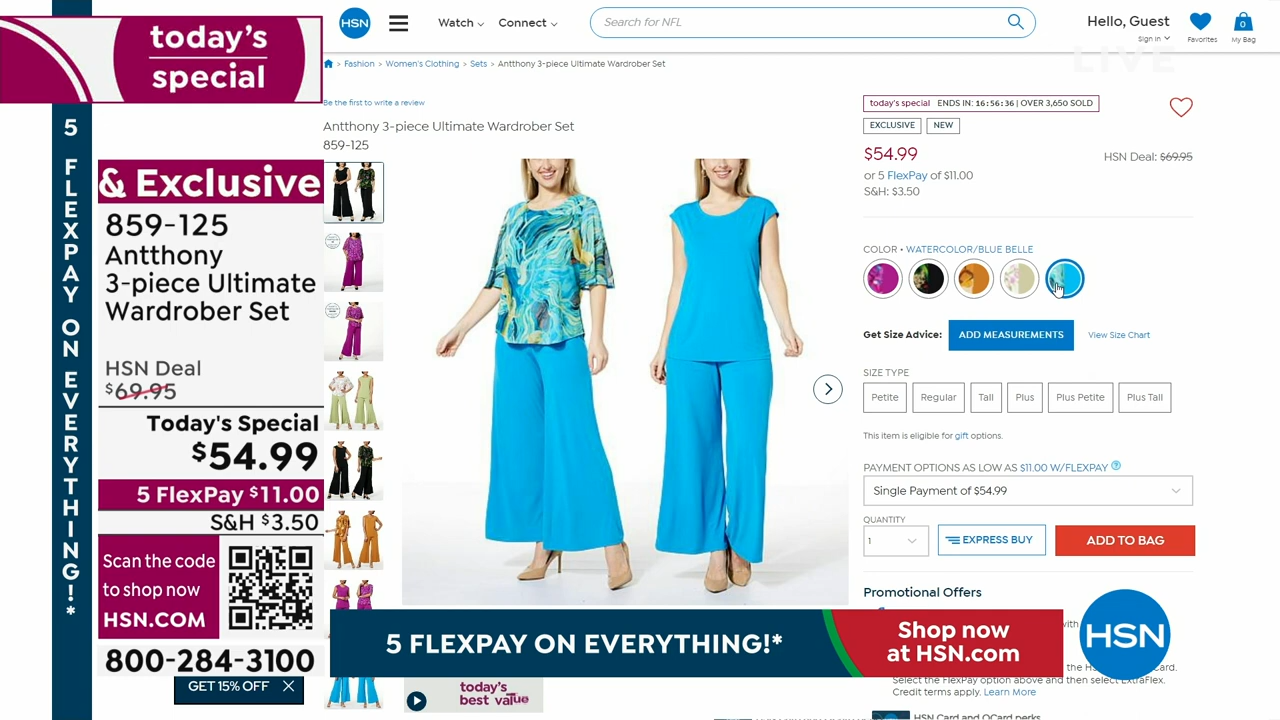 today's
special
5 FLEXPAY ON EVERYTHING!*
& Exclusive
859-125
Antthony
3-piece Ultimate
Wardrober Set
HSN Deal
$69.95
Today's Special
$54.99
5 FlexPay $11.00
S&H $3.50
Scan the code
to shop now
HSN.COM
800-284-3100
GET 15% OFF
HSN
Watch
Connect
Search for NFL
Hello, Guest
Sign in
Favorites
0
My Bag
LIVE
> Fashion > Women's Clothing > Sets > Antthony 3-piece Ultimate Wardrober Set
Be the first to write a review
Antthony 3-piece Ultimate Wardrober Set
859-125
today's special ENDS IN: 16:56:36 | OVER 3,650 SOLD
EXCLUSIVE NEW
$54.99
HSN Deal: $69.95
or 5 FlexPay of $11.00
S&H: $3.50
COLOR • WATERCOLOR/BLUE BELLE
Get Size Advice: ADD MEASUREMENTS View Size Chart
SIZE TYPE
Petite Regular Tall Plus Plus Petite Plus Tall
This item is eligible for gift options.
PAYMENT OPTIONS AS LOW AS $11.00 W/FLEXPAY ?
Single Payment of $54.99
QUANTITY
1
EXPRESS BUY
ADD TO BAG
Promotional Offers
with
5 FLEXPAY ON EVERYTHING!*
Shop now
at HSN.com
HSN
Select the FlexPay option above and then select ExtraFlex.
Credit terms apply. Learn More
today's
best value
HSN Card and QCard perks